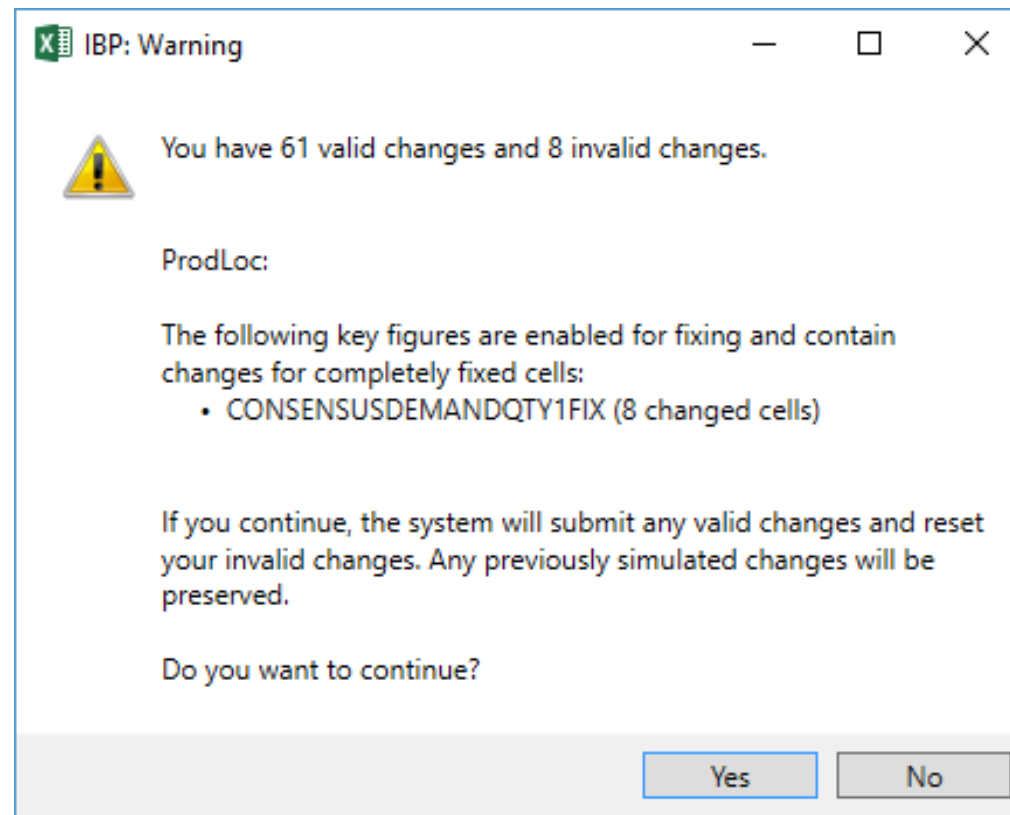 IBP: Warning
You have 61 valid changes and 8 invalid changes.
ProdLoc:
The following key figures are enabled for fixing and contain
changes for completely fixed cells:
• CONSENSUSDEMANDQTY1FIX (8 changed cells)
If you continue, the system will submit any valid changes and reset
your invalid changes. Any previously simulated changes will be
preserved.
Do you want to continue?
Yes
No